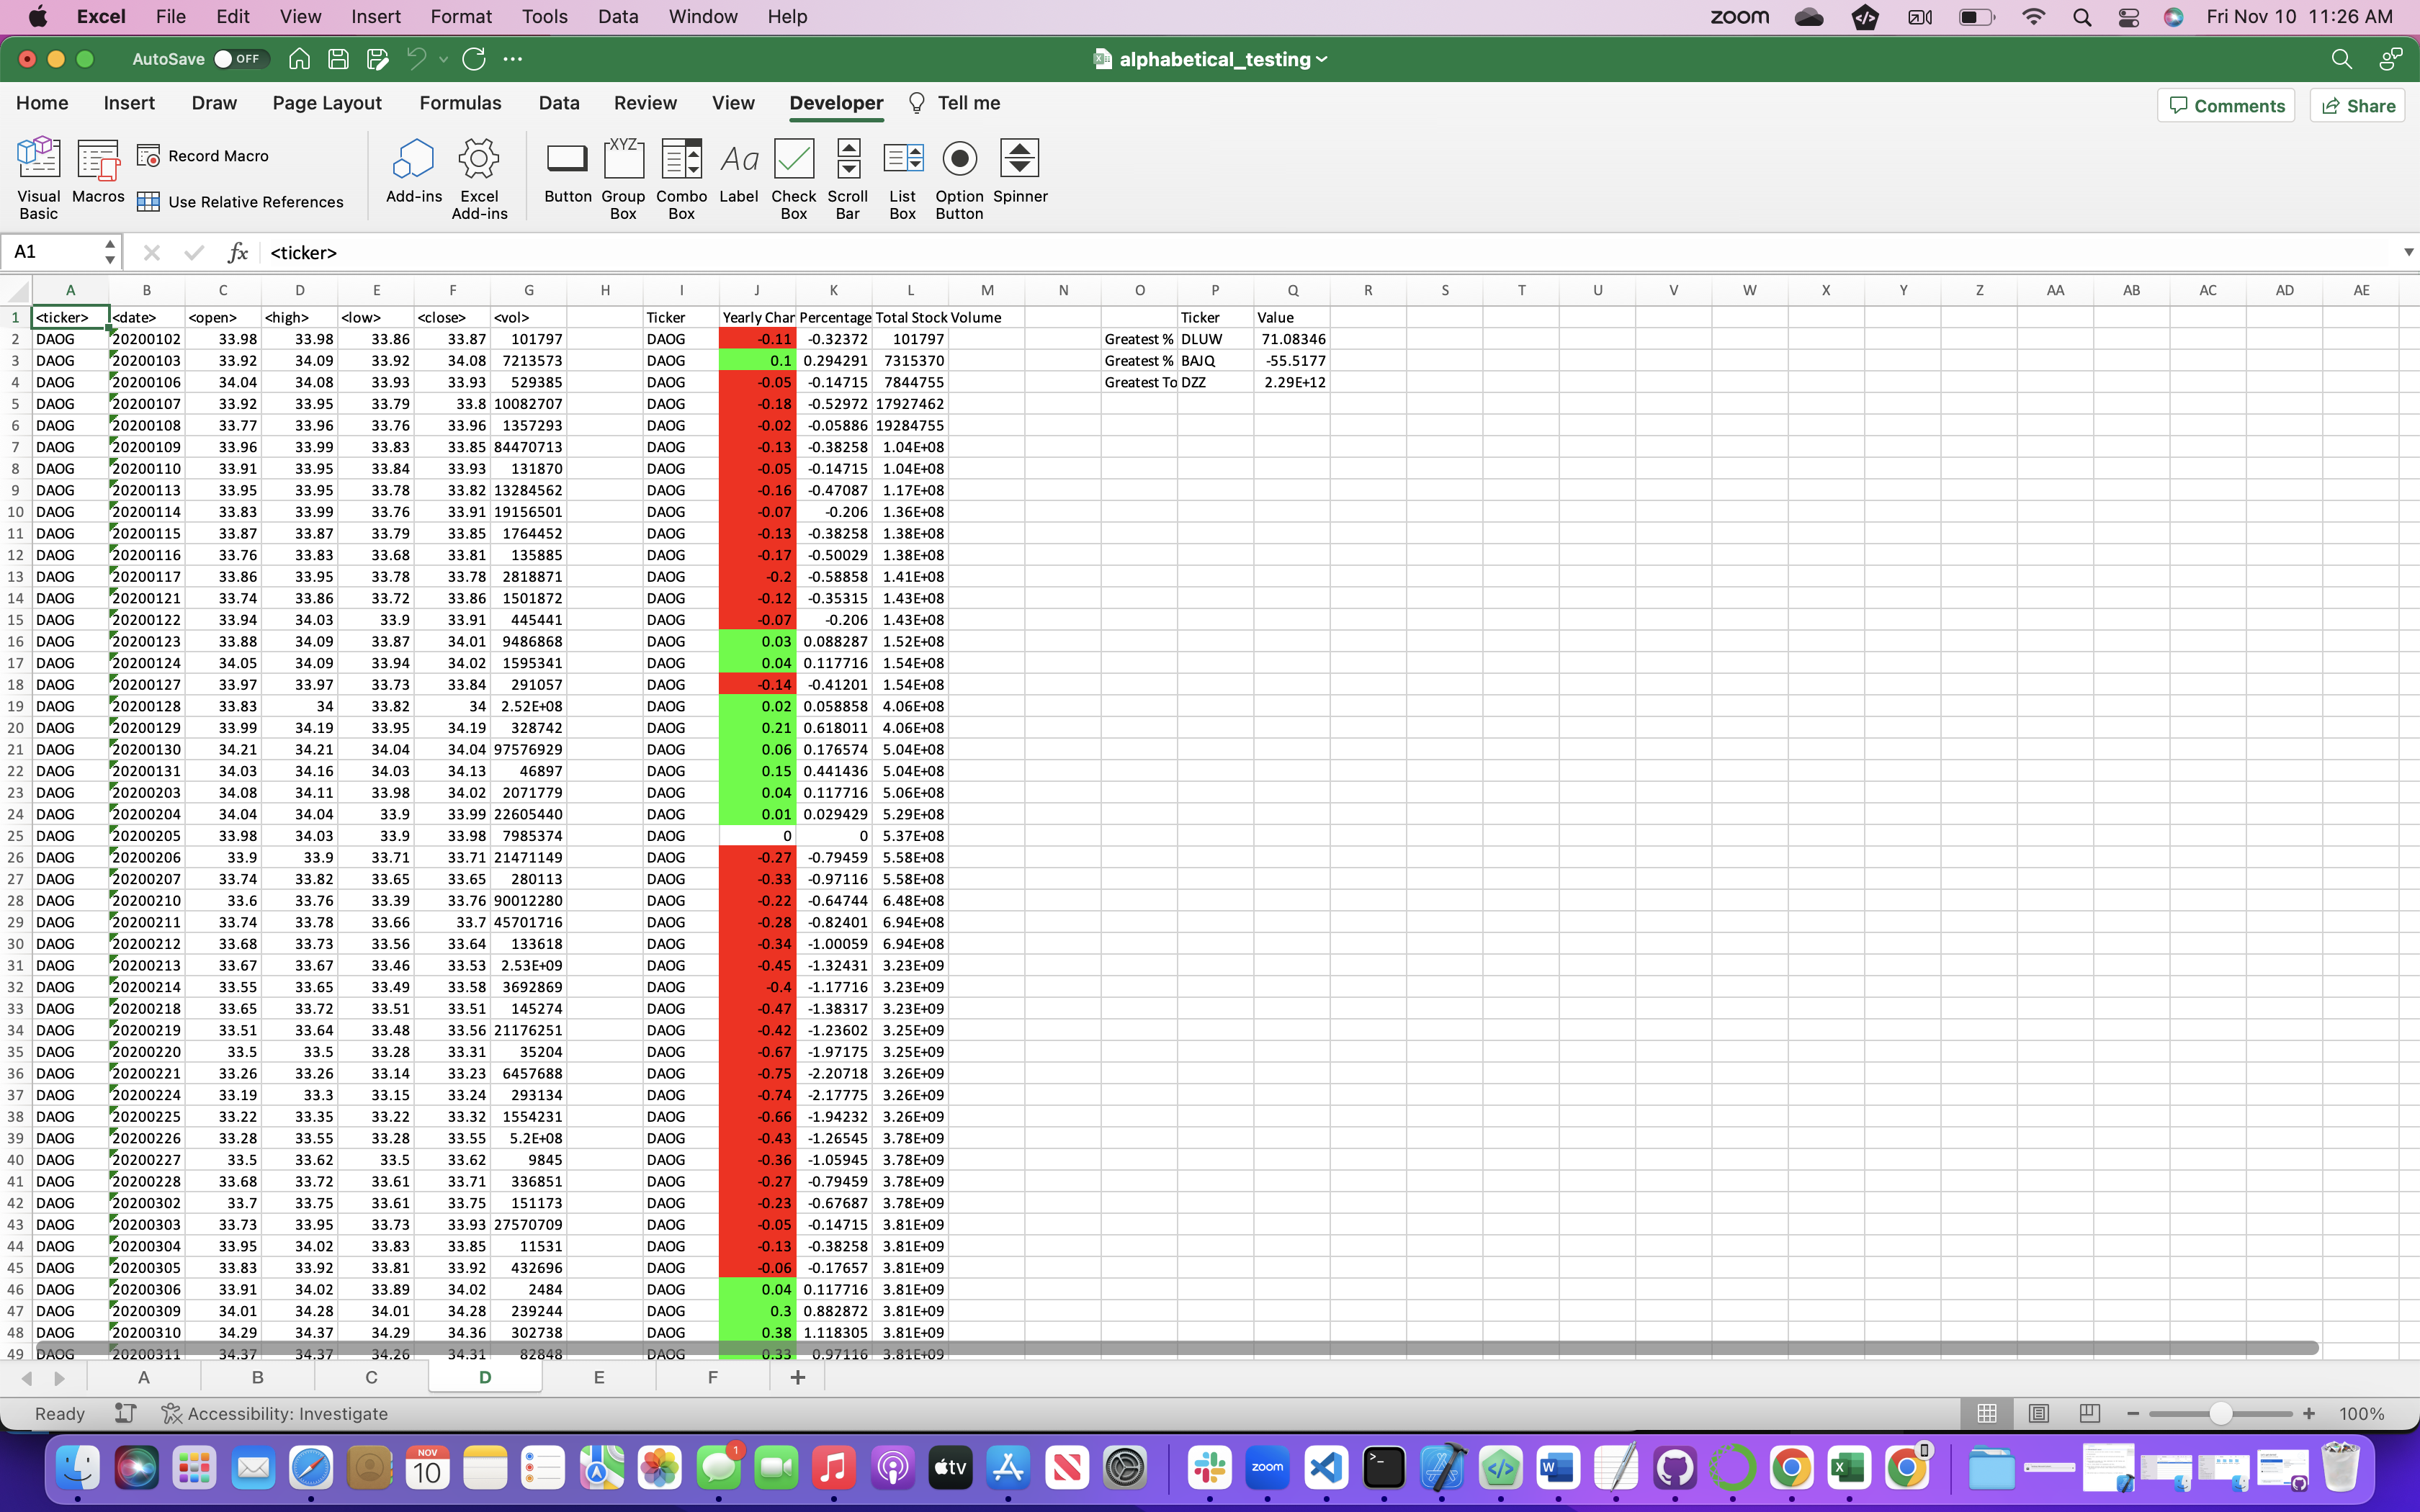 Excel File Edit View Insert Format Tools Data Window Help zoom Fri Nov 10 11:26 AM
AutoSave OFF alphabetical_testing
Home Insert Draw Page Layout Formulas Data Review View Developer Tell me Comments Share
Visual Basic Macros Record Macro Use Relative References Add-ins Excel Add-ins Button Group Box Combo Box Label Check Box Scroll Bar List Box Option Button Spinner
A1 fx <ticker>
A B C D E F G H I J K L M N O P Q R S T U V W X Y Z AA AB AC AD AE
1 <ticker> <date> <open> <high> <low> <close> <vol> Ticker Yearly Char Percentage Total Stock Volume Ticker Value
2 DAOG 20200102 33.98 33.98 33.86 33.87 101797 DAOG -0.11 -0.32372 101797 Greatest % DLUW 71.08346
3 DAOG 20200103 33.92 34.09 33.92 34.08 7213573 DAOG 0.1 0.294291 7315370 Greatest % BAJQ -55.5177
4 DAOG 20200106 34.04 34.08 33.93 33.93 529385 DAOG -0.05 -0.14715 7844755 Greatest To DZZ 2.29E+12
5 DAOG 20200107 33.92 33.95 33.79 33.8 10082707 DAOG -0.18 -0.52972 17927462
6 DAOG 20200108 33.77 33.96 33.76 33.96 1357293 DAOG -0.02 -0.05886 19284755
7 DAOG 20200109 33.96 33.99 33.83 33.85 84470713 DAOG -0.13 -0.38258 1.04E+08
8 DAOG 20200110 33.91 33.95 33.84 33.93 131870 DAOG -0.05 -0.14715 1.04E+08
9 DAOG 20200113 33.95 33.95 33.78 33.82 13284562 DAOG -0.16 -0.47087 1.17E+08
10 DAOG 20200114 33.83 33.99 33.76 33.91 19156501 DAOG -0.07 -0.206 1.36E+08
11 DAOG 20200115 33.87 33.87 33.79 33.85 1764452 DAOG -0.13 -0.38258 1.38E+08
12 DAOG 20200116 33.76 33.83 33.68 33.81 135885 DAOG -0.17 -0.50029 1.38E+08
13 DAOG 20200117 33.86 33.95 33.78 33.78 2818871 DAOG -0.2 -0.58858 1.41E+08
14 DAOG 20200121 33.74 33.86 33.72 33.86 1501872 DAOG -0.12 -0.35315 1.43E+08
15 DAOG 20200122 33.94 34.03 33.9 33.91 445441 DAOG -0.07 -0.206 1.43E+08
16 DAOG 20200123 33.88 34.09 33.87 34.01 9486868 DAOG 0.03 0.088287 1.52E+08
17 DAOG 20200124 34.05 34.09 33.94 34.02 1595341 DAOG 0.04 0.117716 1.54E+08
18 DAOG 20200127 33.97 33.97 33.73 33.84 291057 DAOG -0.14 -0.41201 1.54E+08
19 DAOG 20200128 33.83 34 33.82 34 2.52E+08 DAOG 0.02 0.058858 4.06E+08
20 DAOG 20200129 33.99 34.19 33.95 34.19 328742 DAOG 0.21 0.618011 4.06E+08
21 DAOG 20200130 34.21 34.21 34.04 34.04 97576929 DAOG 0.06 0.176574 5.04E+08
22 DAOG 20200131 34.03 34.16 34.03 34.13 46897 DAOG 0.15 0.441436 5.04E+08
23 DAOG 20200203 34.08 34.11 33.98 34.02 2071779 DAOG 0.04 0.117716 5.06E+08
24 DAOG 20200204 34.04 34.04 33.9 33.99 22605440 DAOG 0.01 0.029429 5.29E+08
25 DAOG 20200205 33.98 34.03 33.9 33.98 7985374 DAOG 0 0 5.37E+08
26 DAOG 20200206 33.9 33.9 33.71 33.71 21471149 DAOG -0.27 -0.79459 5.58E+08
27 DAOG 20200207 33.74 33.82 33.65 33.65 280113 DAOG -0.33 -0.97116 5.58E+08
28 DAOG 20200210 33.6 33.76 33.39 33.76 90012280 DAOG -0.22 -0.64744 6.48E+08
29 DAOG 20200211 33.74 33.78 33.66 33.7 45701716 DAOG -0.28 -0.82401 6.94E+08
30 DAOG 20200212 33.68 33.73 33.56 33.64 133618 DAOG -0.34 -1.00059 6.94E+08
31 DAOG 20200213 33.67 33.67 33.46 33.53 2.53E+09 DAOG -0.45 -1.32431 3.23E+09
32 DAOG 20200214 33.55 33.65 33.49 33.58 3692869 DAOG -0.4 -1.17716 3.23E+09
33 DAOG 20200218 33.65 33.72 33.51 33.51 145274 DAOG -0.47 -1.38317 3.23E+09
34 DAOG 20200219 33.51 33.64 33.48 33.56 21176251 DAOG -0.42 -1.23602 3.25E+09
35 DAOG 20200220 33.5 33.5 33.28 33.31 35204 DAOG -0.67 -1.97175 3.25E+09
36 DAOG 20200221 33.26 33.26 33.14 33.23 6457688 DAOG -0.75 -2.20718 3.26E+09
37 DAOG 20200224 33.19 33.3 33.15 33.24 293134 DAOG -0.74 -2.17775 3.26E+09
38 DAOG 20200225 33.22 33.35 33.22 33.32 1554231 DAOG -0.66 -1.94232 3.26E+09
39 DAOG 20200226 33.28 33.55 33.28 33.55 5.2E+08 DAOG -0.43 -1.26545 3.78E+09
40 DAOG 20200227 33.5 33.62 33.5 33.62 9845 DAOG -0.36 -1.05945 3.78E+09
41 DAOG 20200228 33.68 33.72 33.61 33.71 336851 DAOG -0.27 -0.79459 3.78E+09
42 DAOG 20200302 33.7 33.75 33.61 33.75 151173 DAOG -0.23 -0.67687 3.78E+09
43 DAOG 20200303 33.73 33.95 33.73 33.93 27570709 DAOG -0.05 -0.14715 3.81E+09
44 DAOG 20200304 33.95 34.02 33.83 33.85 11531 DAOG -0.13 -0.38258 3.81E+09
45 DAOG 20200305 33.83 33.92 33.81 33.92 432696 DAOG -0.06 -0.17657 3.81E+09
46 DAOG 20200306 33.91 34.02 33.89 34.02 2484 DAOG 0.04 0.117716 3.81E+09
47 DAOG 20200309 34.01 34.28 34.01 34.28 239244 DAOG 0.3 0.882872 3.81E+09
48 DAOG 20200310 34.29 34.37 34.29 34.36 302738 DAOG 0.38 1.118305 3.81E+09
49 DAOG 20200311 34.37 34.37 34.26 34.31 82848 DAOG 0.33 0.97116 3.81E+09
A B C D E F
Ready Accessibility: Investigate 100%
NOV 10 1 tv zoom W X